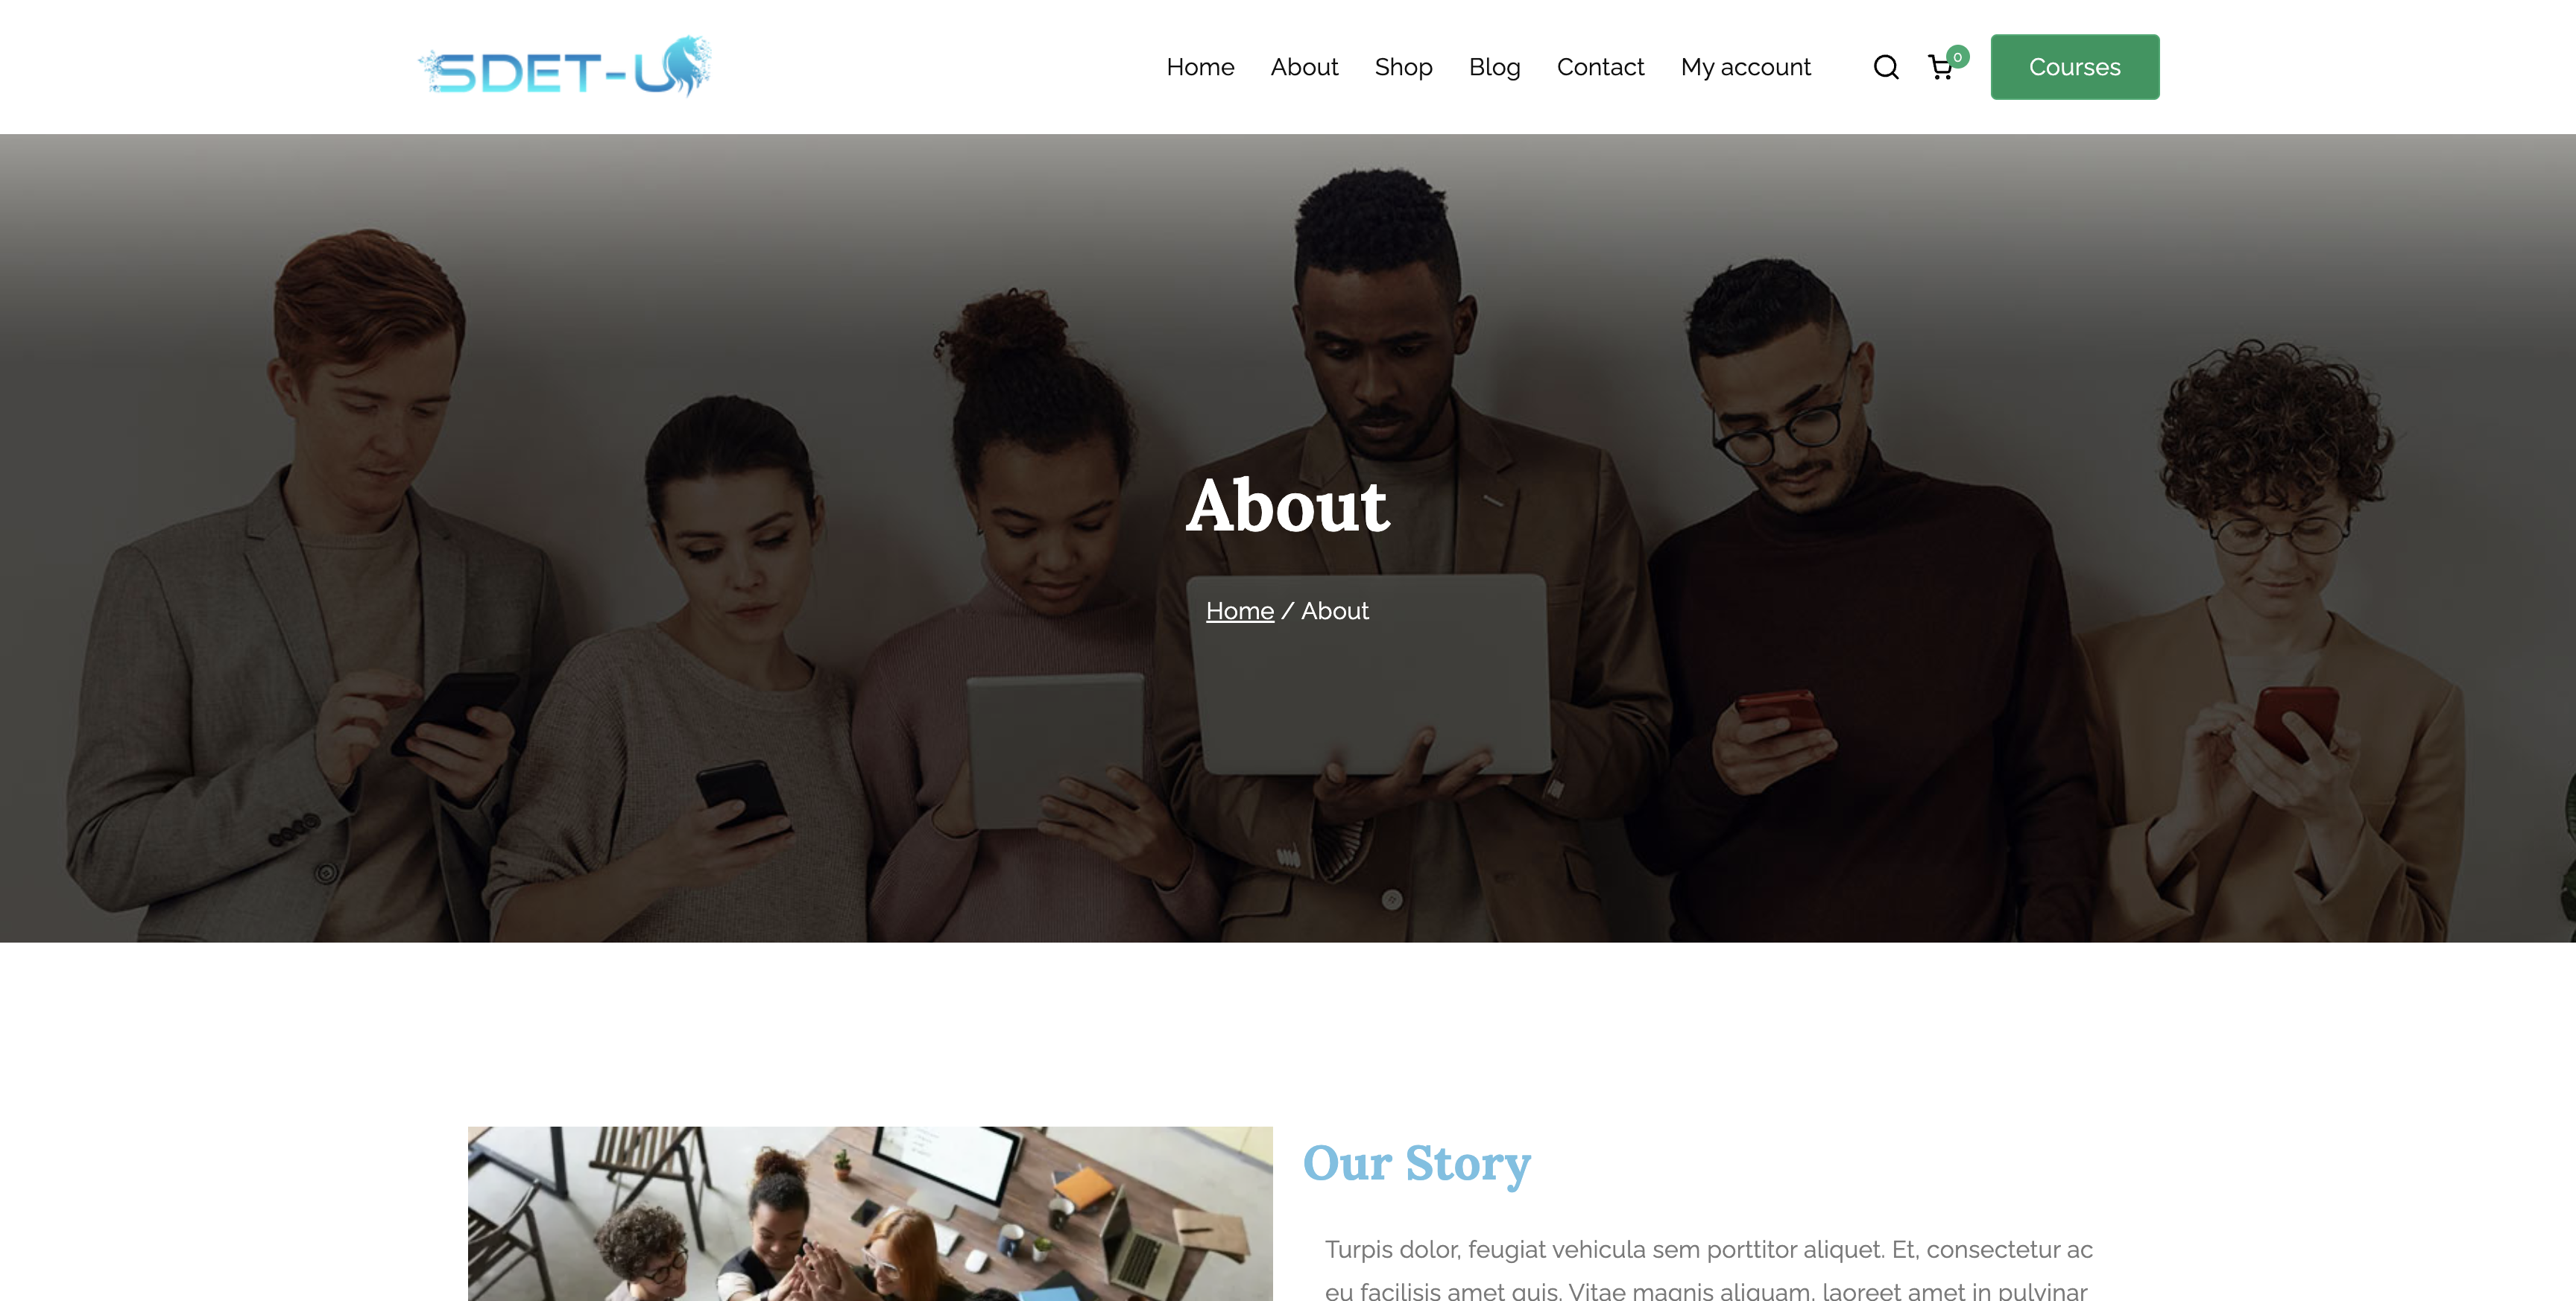 SDET-U
Home About Shop Blog Contact My account 0 Courses
About
Home / About
Our Story
Turpis dolor, feugiat vehicula sem porttitor aliquet. Et, consectetur ac
eu facilisis amet quis. Vitae magnis aliquam, laoreet amet in pulvinar